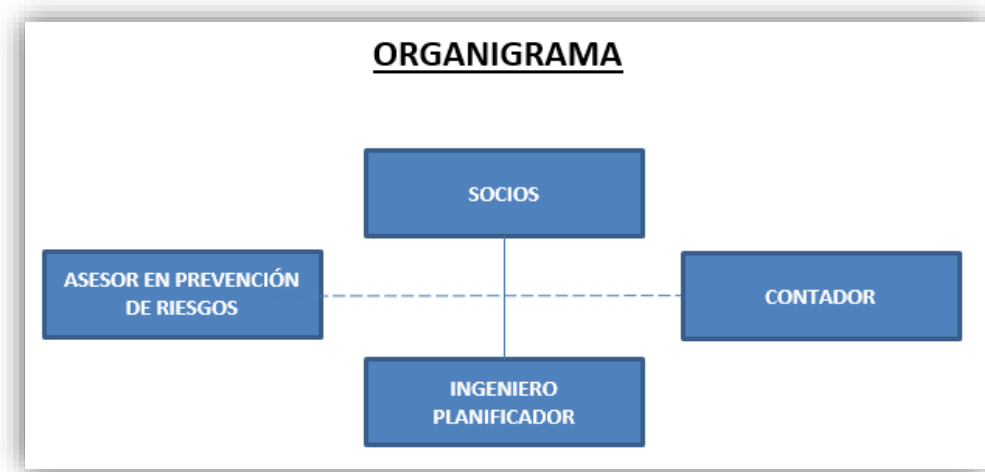 ORGANIGRAMA
SOCIOS
ASESOR EN PREVENCIÓN
DE RIESGOS
CONTADOR
INGENIERO
PLANIFICADOR